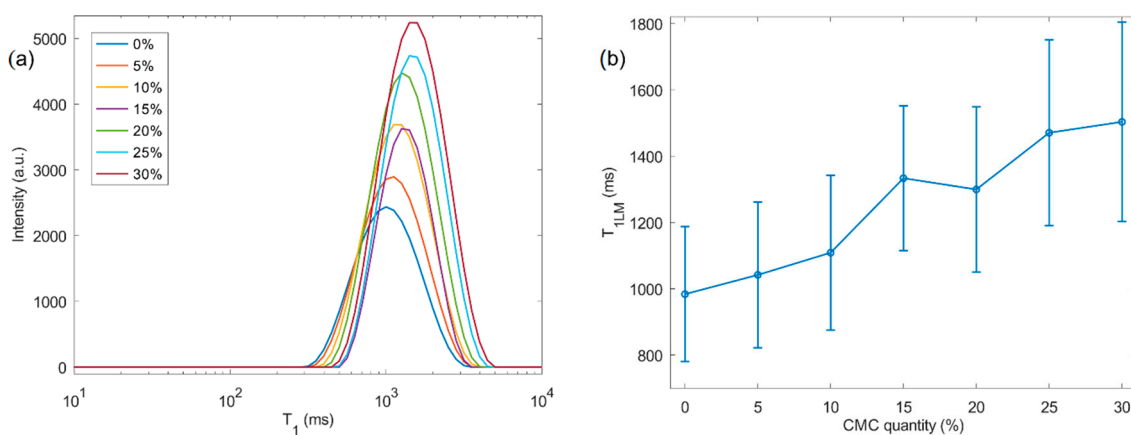 (a)
Intensity (a.u.)
5000
4000
3000
2000
1000
0
0%
5%
10%
15%
20%
25%
30%
10¹ 10² 10³ 10⁴
T₁ (ms)
(b)
T₁LM (ms)
1800
1600
1400
1200
1000
800
0 5 10 15 20 25 30
CMC quantity (%)